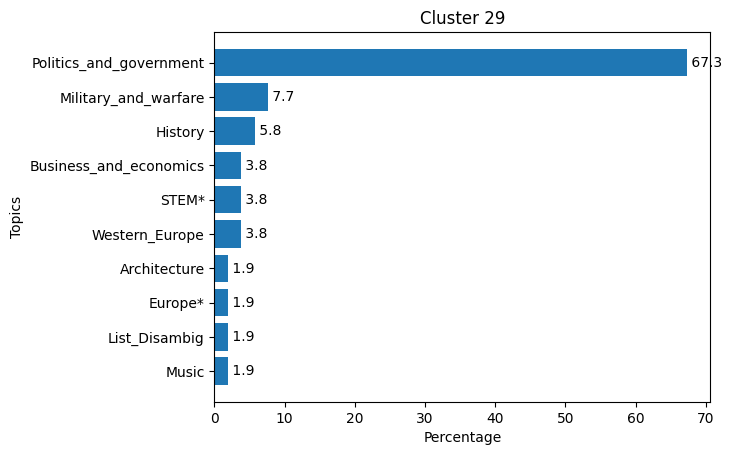 Cluster 29
Politics_and_government 67.3
Military_and_warfare 7.7
History 5.8
Business_and_economics 3.8
STEM* 3.8
Western_Europe 3.8
Architecture 1.9
Europe* 1.9
List_Disambig 1.9
Music 1.9
Topics
0 10 20 30 40 50 60 70
Percentage